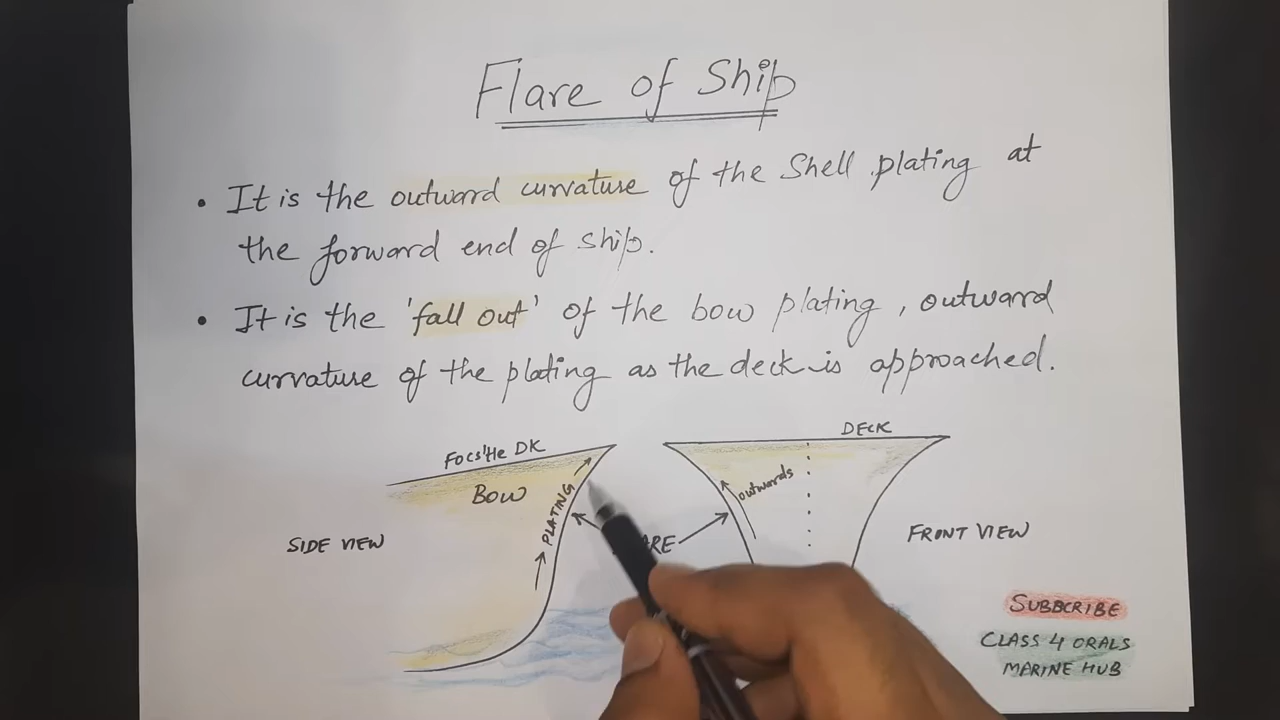 Flare of Ship
• It is the outward curvature of the Shell plating at
the forward end of ship.
• It is the 'fall out' of the bow plating, outward
curvature of the plating as the deck is approached.
Focs'Hle DK
DECK
BOW
PLATING
outwards
SIDE VIEW
FRONT VIEW
SUBBCRIBE
CLASS 4 ORALS
MARINE HUB